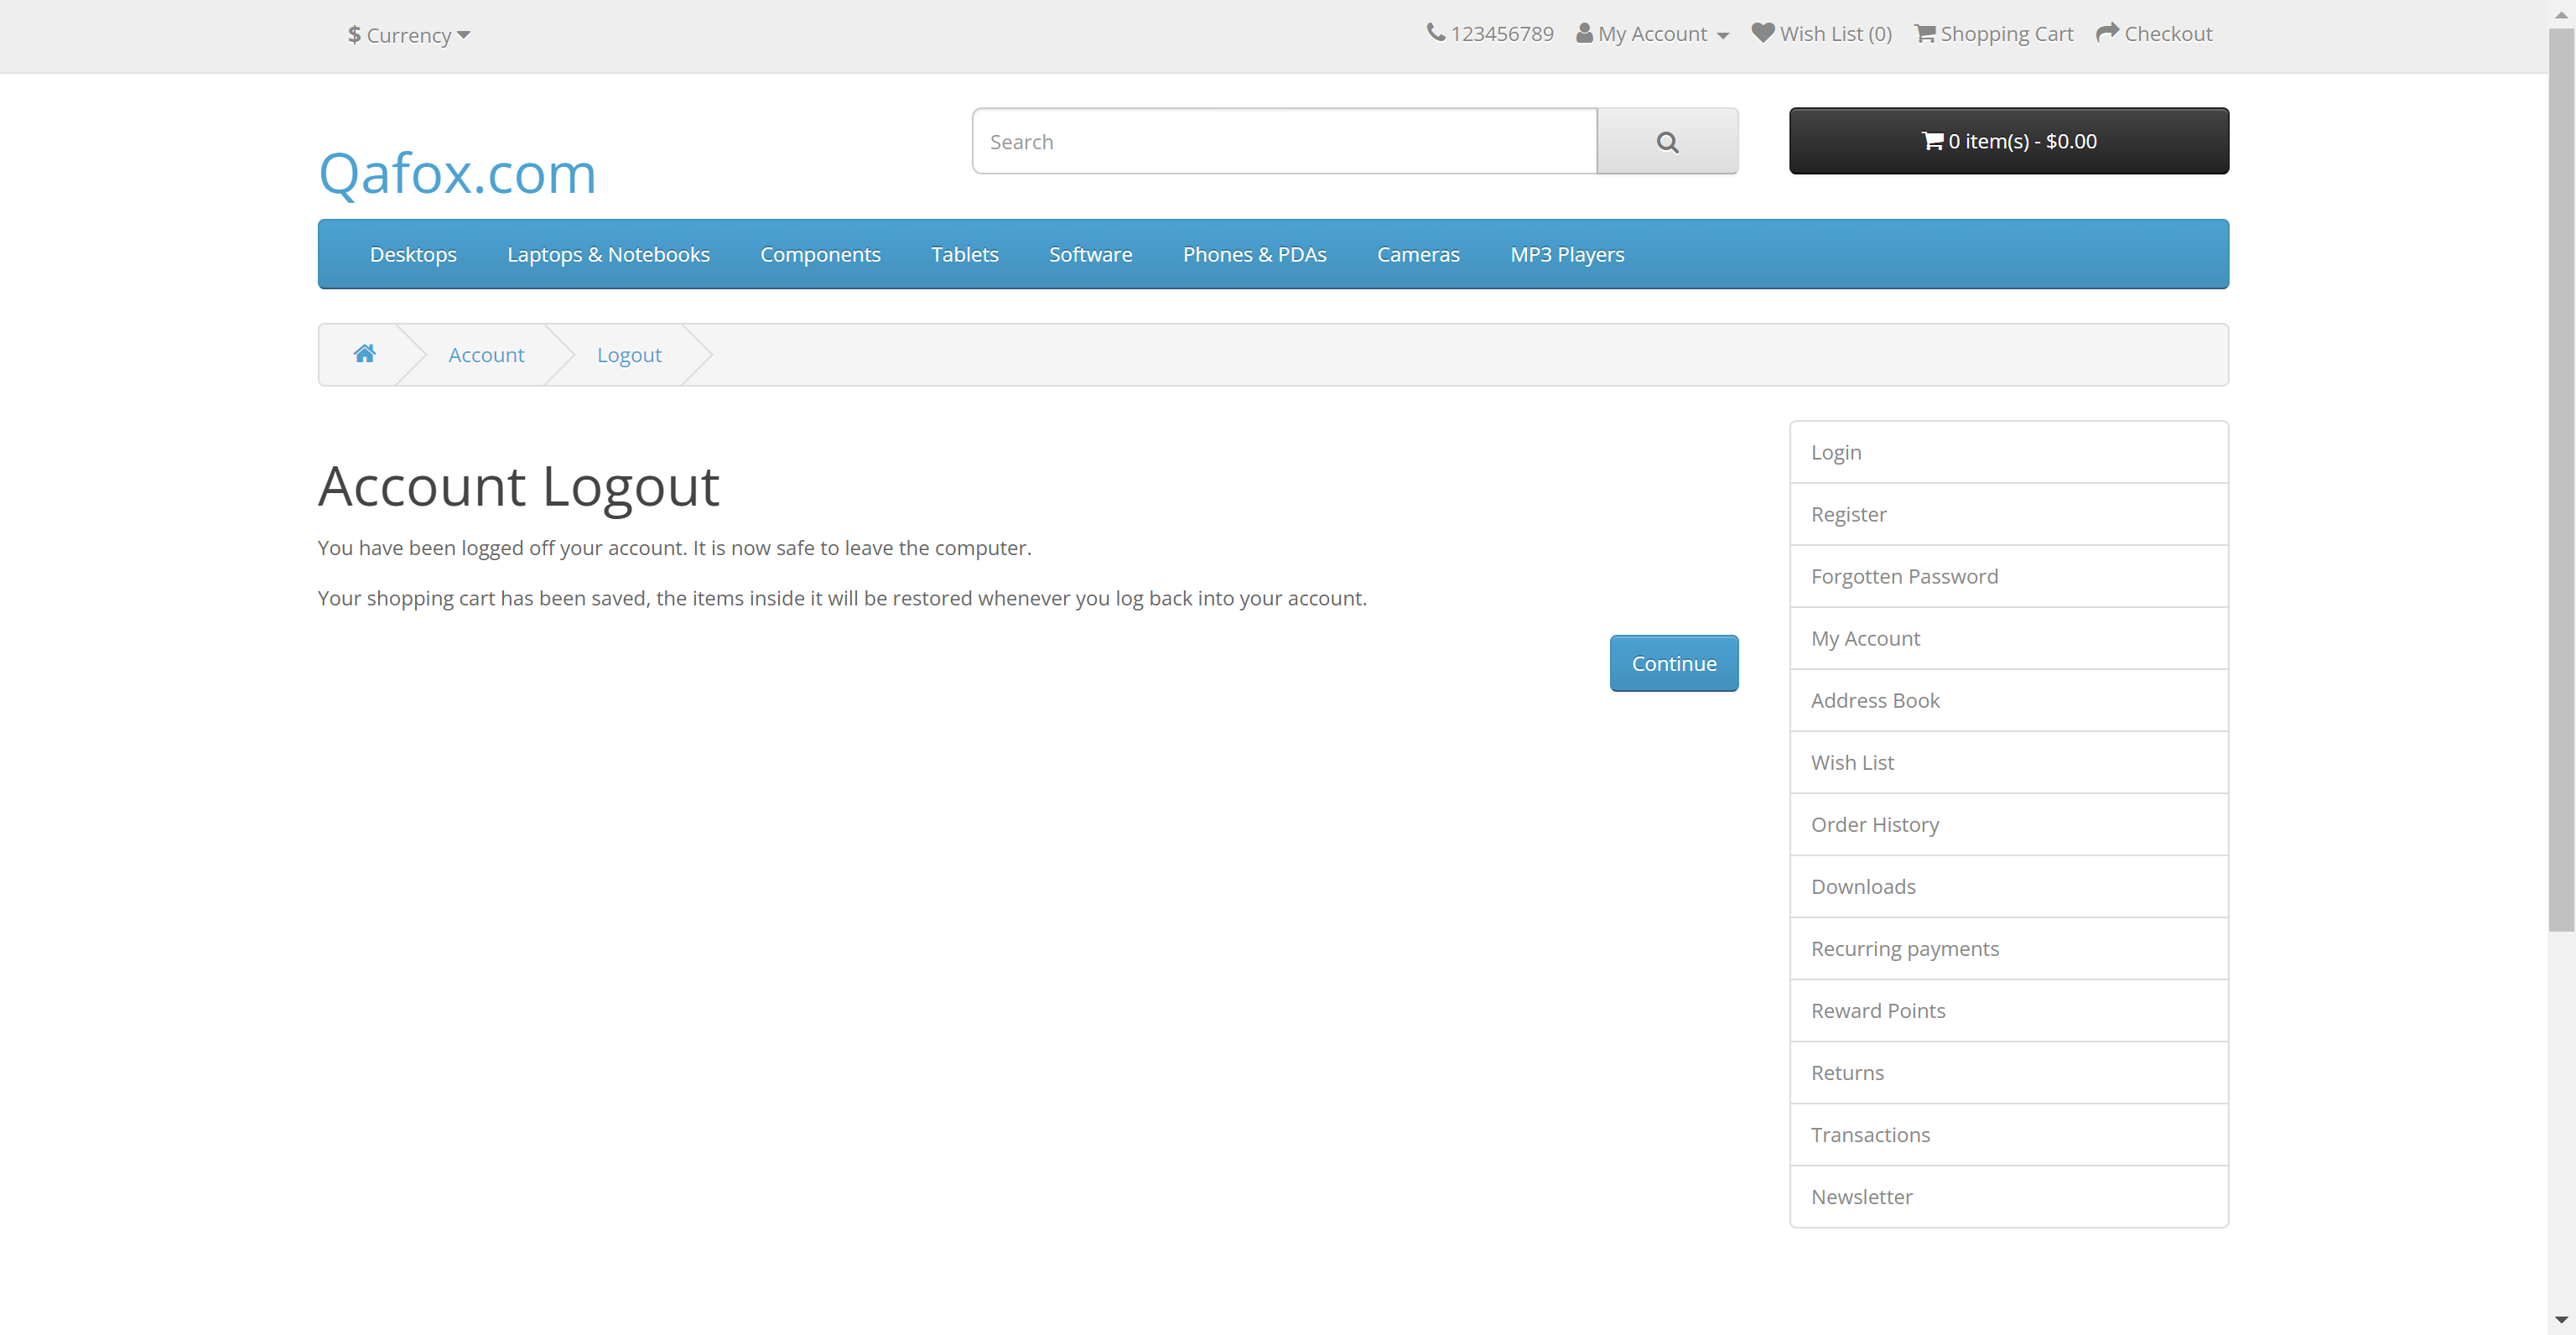 $ Currency
123456789 My Account Wish List (0) Shopping Cart Checkout
Qafox.com
Search
0 item(s) - $0.00
Desktops Laptops & Notebooks Components Tablets Software Phones & PDAs Cameras MP3 Players
Account Logout
Account Logout
You have been logged off your account. It is now safe to leave the computer.
Your shopping cart has been saved, the items inside it will be restored whenever you log back into your account.
Continue
Login
Register
Forgotten Password
My Account
Address Book
Wish List
Order History
Downloads
Recurring payments
Reward Points
Returns
Transactions
Newsletter